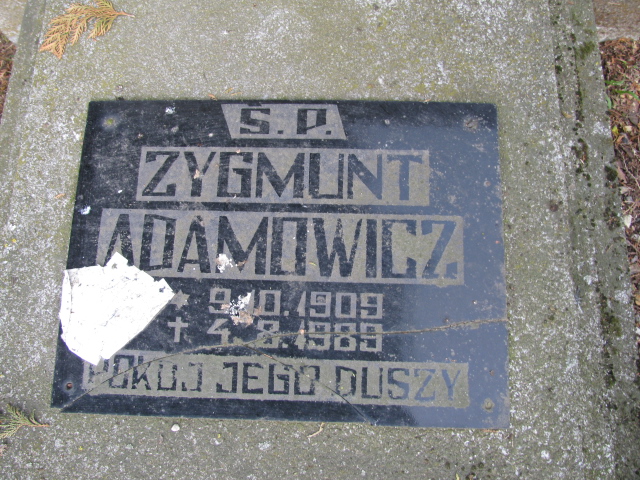 Ś.P.
ZYGMUNT
ADAMOWICZ
* 9.10.1909
† 4.8.1989
POKÓJ JEGO DUSZY